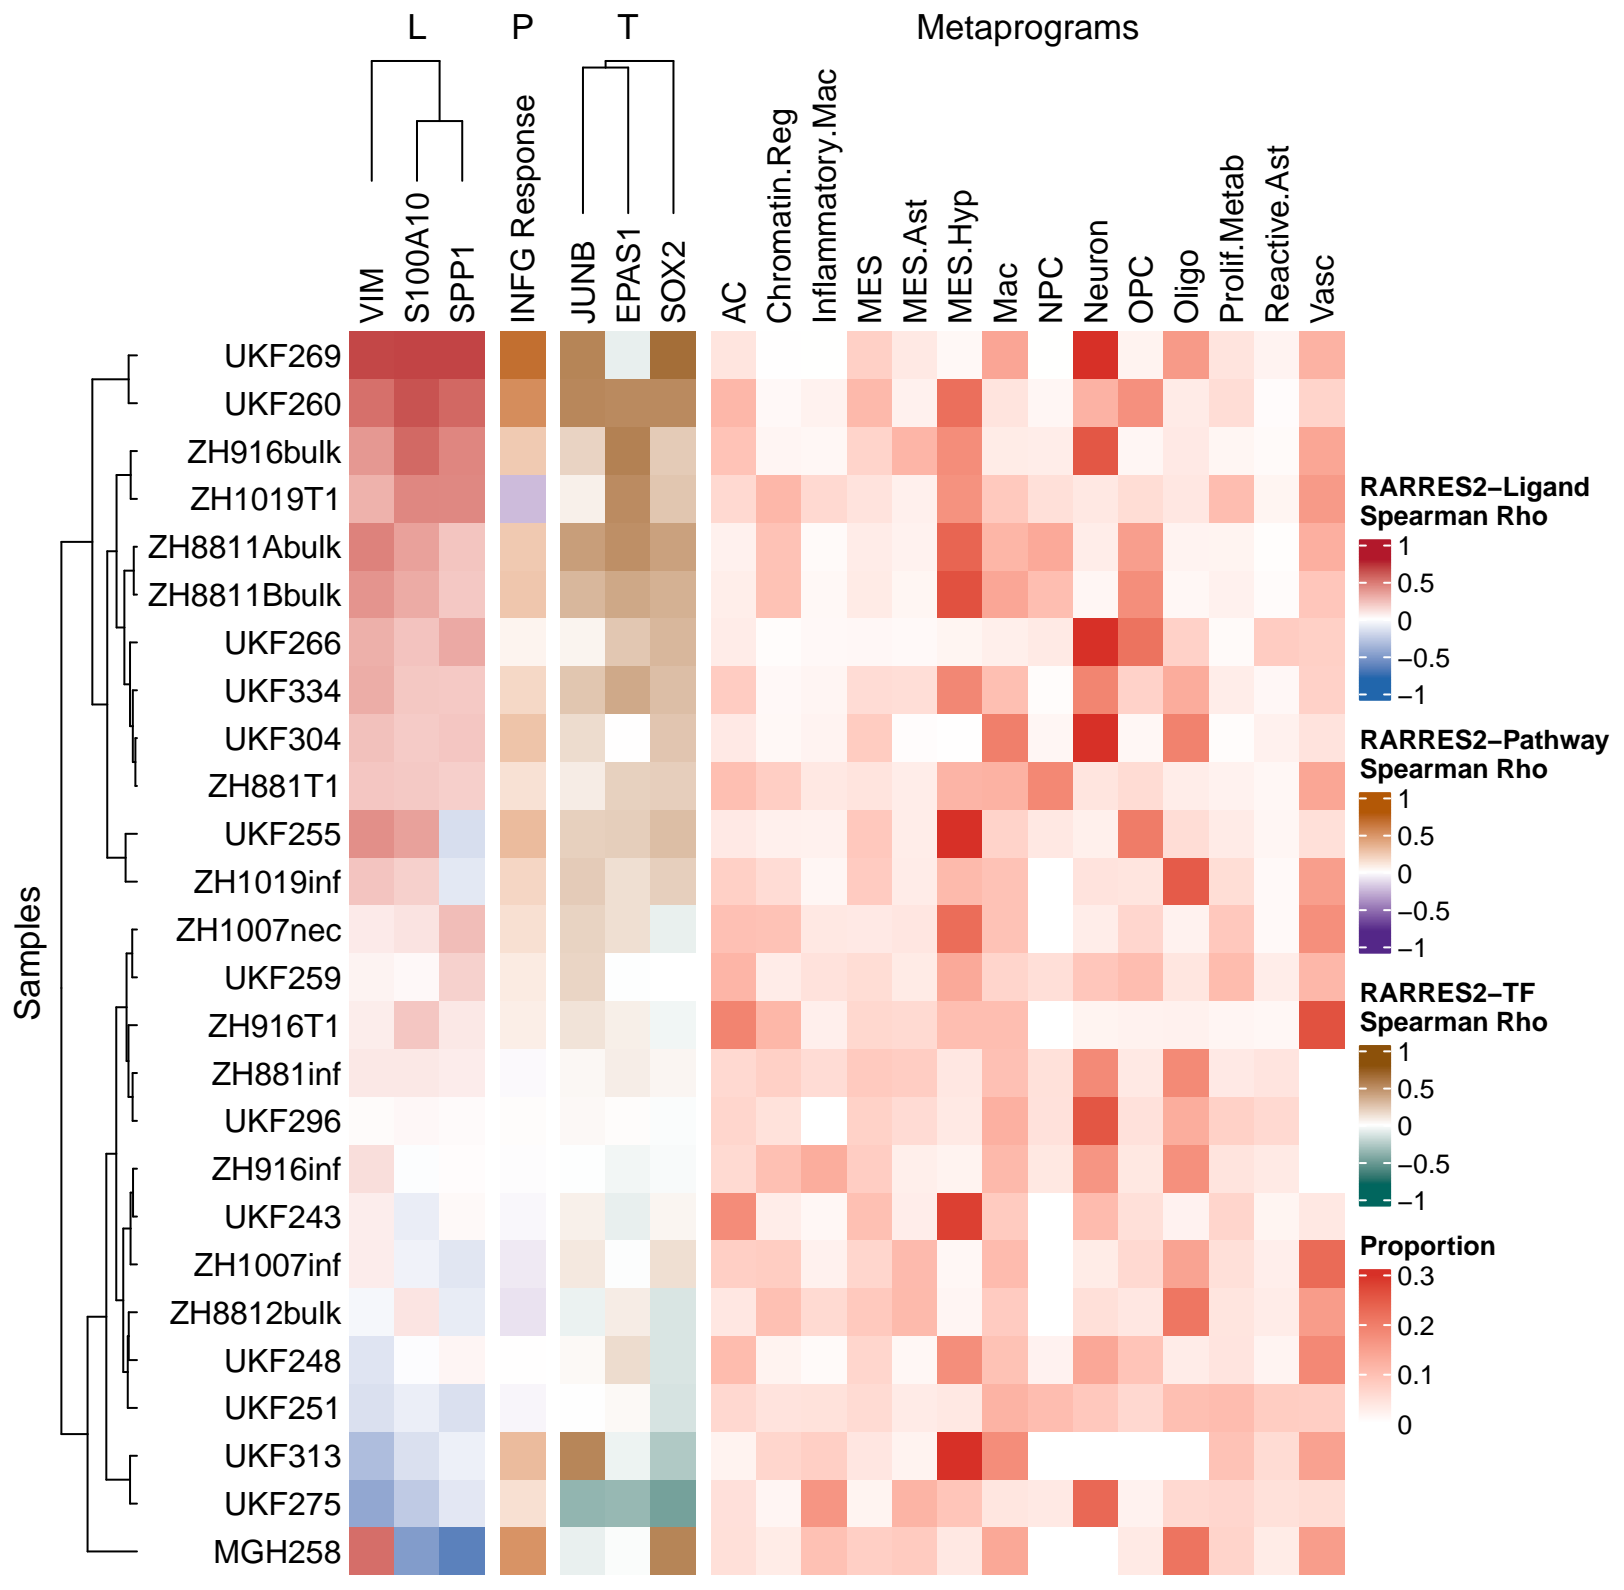 L P T Metaprograms
VIM
S100A10
SPP1
INFG Response
JUNB
EPAS1
SOX2
AC
Chromatin.Reg
Inflammatory.Mac
MES
MES.Ast
MES.Hyp
Mac
NPC
Neuron
OPC
Oligo
Prolif.Metab
Reactive.Ast
Vasc
Samples
UKF269
UKF260
ZH916bulk
ZH1019T1
ZH8811Abulk
ZH8811Bbulk
UKF266
UKF334
UKF304
ZH881T1
UKF255
ZH1019inf
ZH1007nec
UKF259
ZH916T1
ZH881inf
UKF296
ZH916inf
UKF243
ZH1007inf
ZH8812bulk
UKF248
UKF251
UKF313
UKF275
MGH258
RARRES2−Ligand
Spearman Rho
1
0.5
0
−0.5
−1
RARRES2−Pathway
Spearman Rho
1
0.5
0
−0.5
−1
RARRES2−TF
Spearman Rho
1
0.5
0
−0.5
−1
Proportion
0.3
0.2
0.1
0